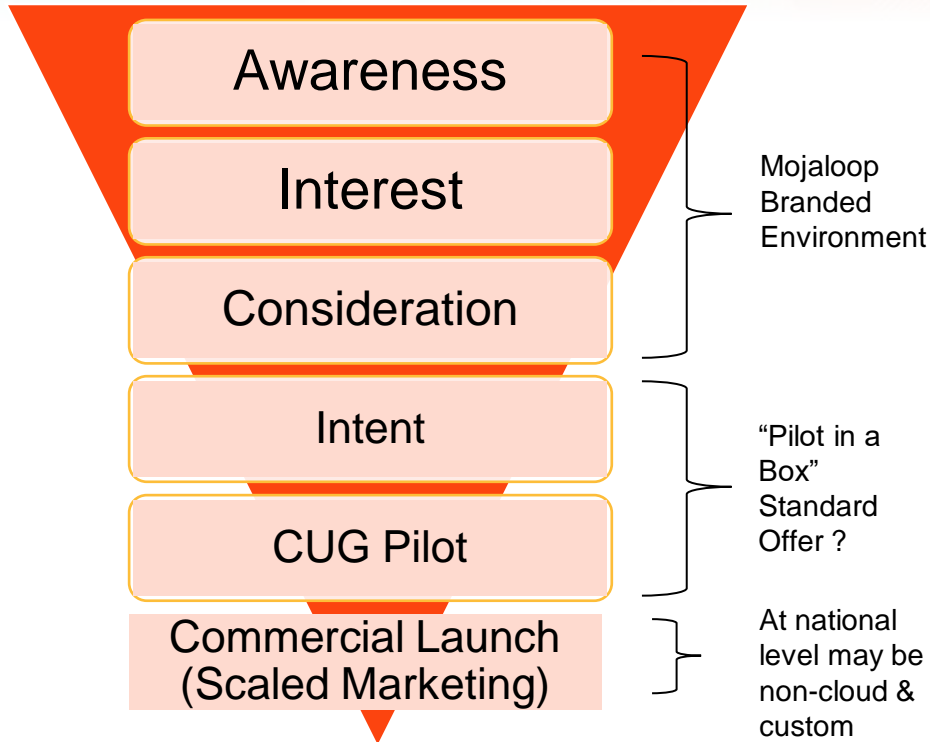 Awareness
Interest
Consideration
Mojaloop
Branded
Environment
Intent
CUG Pilot
“Pilot in a
Box”
Standard
Offer ?
Commercial Launch
(Scaled Marketing)
At national
level may be
non-cloud &
custom